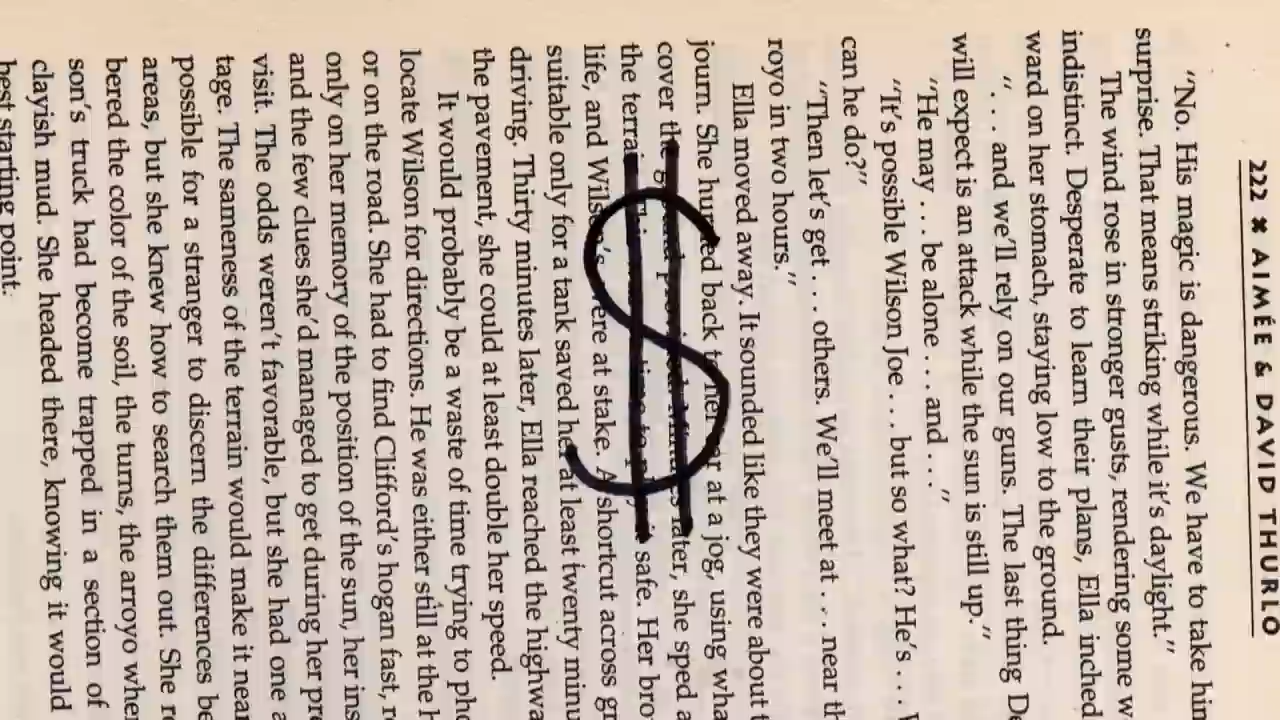 222 ✖ AIMÉE & DAVID THURLO
"No. His magic is dangerous. We have to take him
surprise. That means striking while it's daylight."
The wind rose in stronger gusts, rendering some w
indistinct. Desperate to learn their plans, Ella inched
ward on her stomach, staying low to the ground.
". . . and we'll rely on our guns. The last thing De
will expect is an attack while the sun is still up."
"He may . . . be alone . . . and . . ."
"It's possible Wilson Joe . . . but so what? He's . . .
can he do?"
"Then let's get . . . others. We'll meet at . . . near th
royo in two hours."
Ella moved away. It sounded like they were about t
journ. She hurried back to her at a jog, using wha
cover the later, she sped a
the terra safe. Her bro
life, and Wilson's were at stake. A shortcut across gr
suitable only for a tank saved her at least twenty minu
driving. Thirty minutes later, Ella reached the highwa
the pavement, she could at least double her speed.
It would probably be a waste of time trying to pho
locate Wilson for directions. He was either still at the h
or on the road. She had to find Clifford's hogan fast, r
only on her memory of the position of the sun, her ins
and the few clues she'd managed to get during her pre
visit. The odds weren't favorable, but she had one a
tage. The sameness of the terrain would make it near
possible for a stranger to discern the differences be
areas, but she knew how to search them out. She re
bered the color of the soil, the turns, the arroyo wher
son's truck had become trapped in a section of
clayish mud. She headed there, knowing it would
best starting point.
$